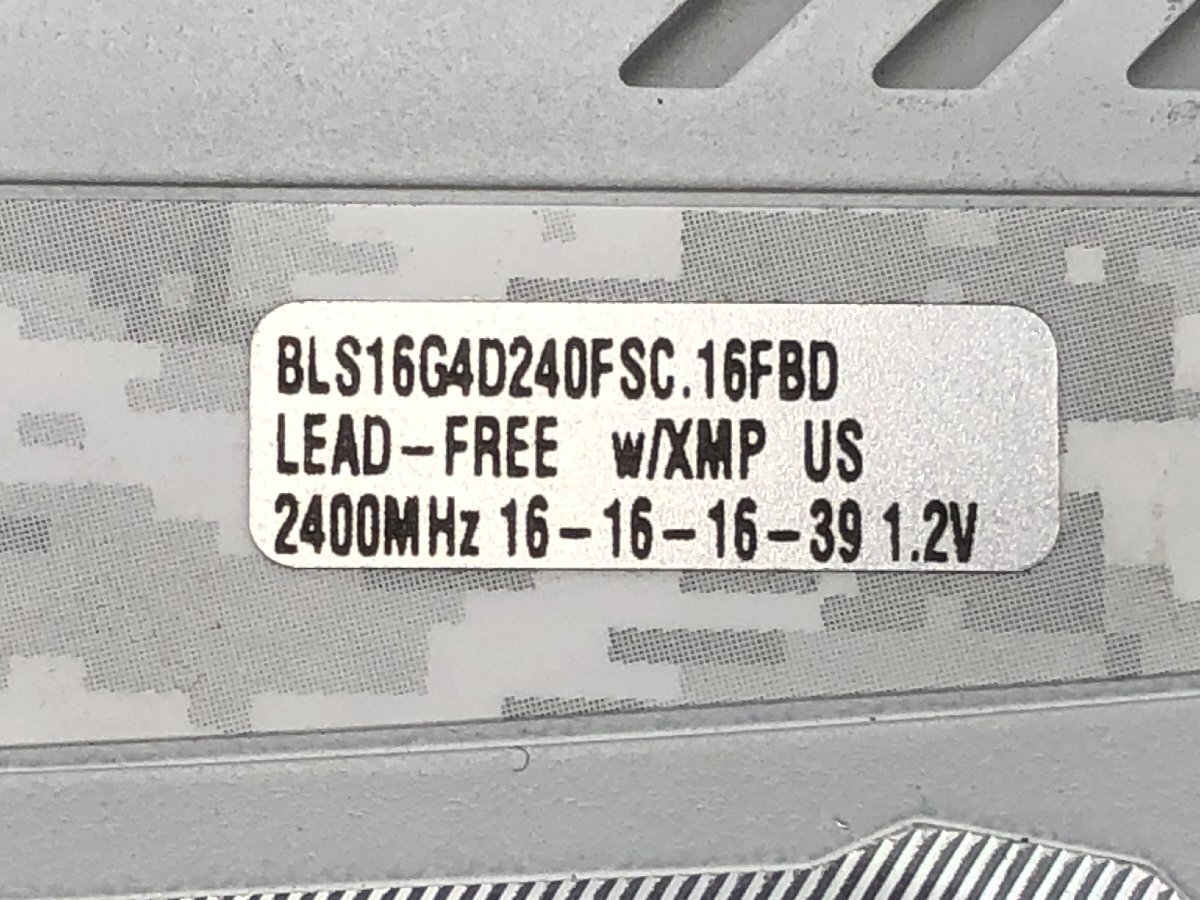 BLS16G4D240FSC.16FBD
LEAD-FREE w/XMP US
2400MHz 16-16-16-39 1.2V